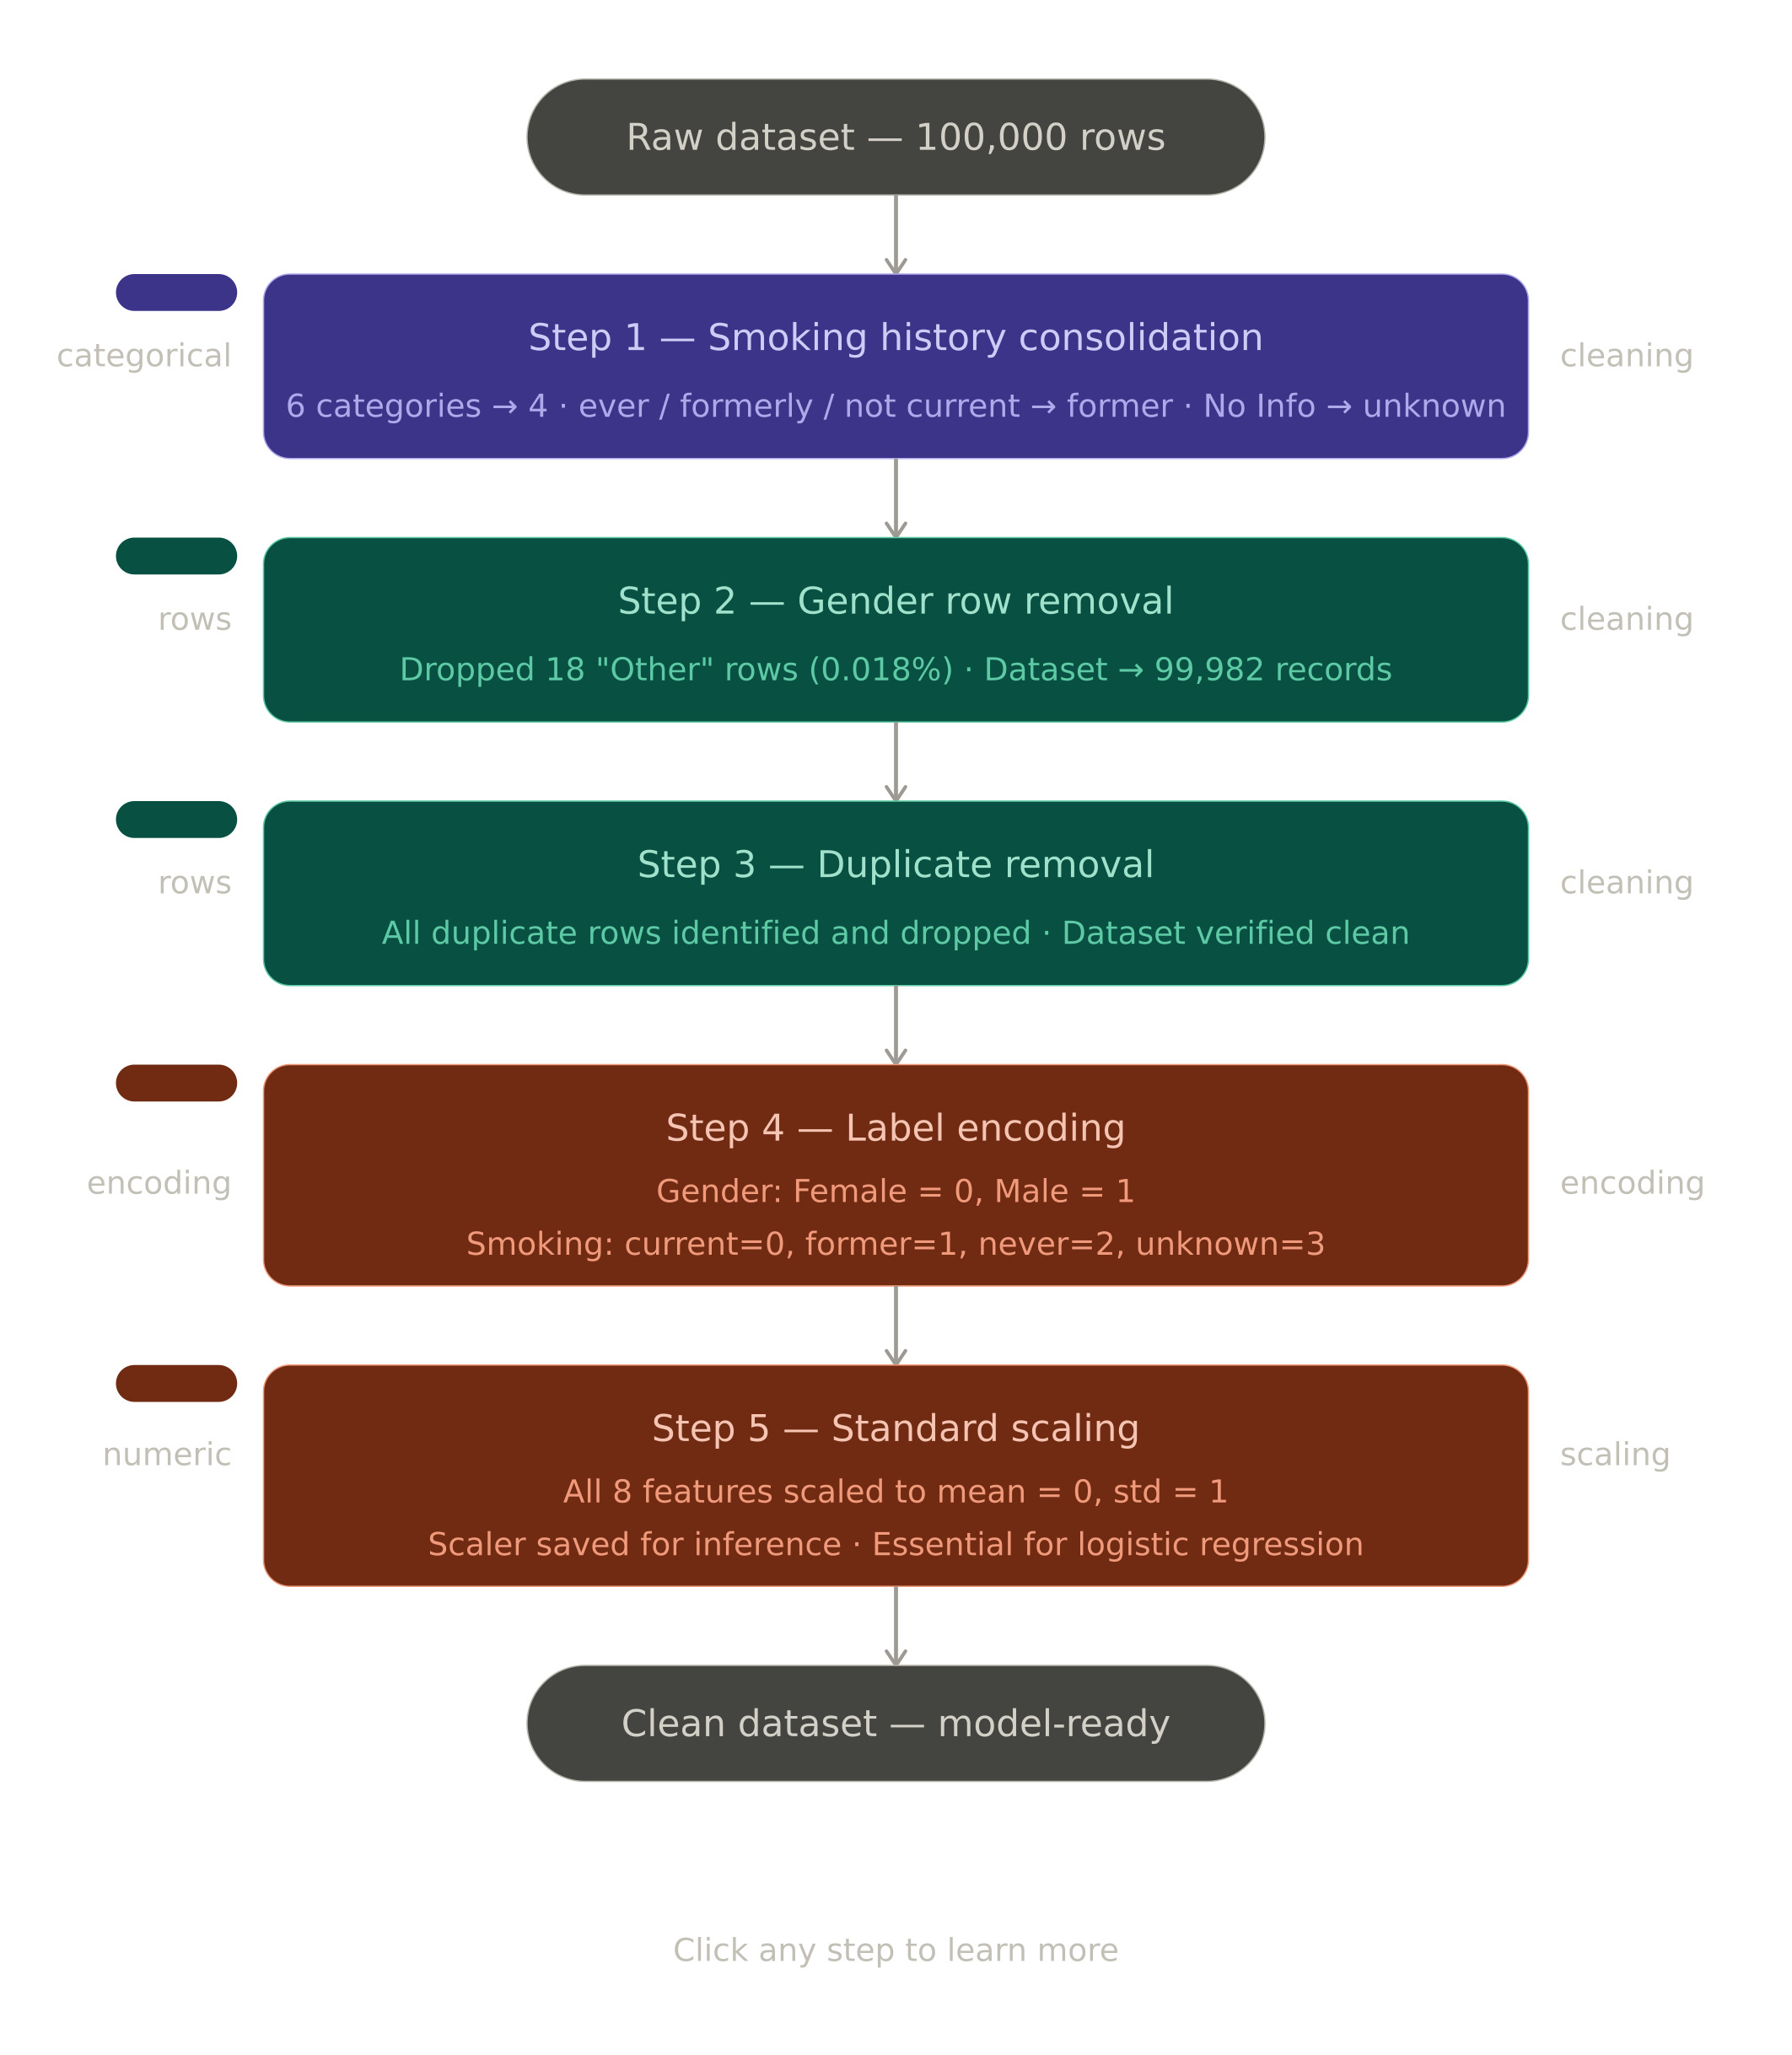 Raw dataset — 100,000 rows
Step 1 — Smoking history consolidation
categorical
cleaning
6 categories → 4 · ever / formerly / not current → former · No Info → unknown
Step 2 — Gender row removal
rows
cleaning
Dropped 18 "Other" rows (0.018%) · Dataset → 99,982 records
Step 3 — Duplicate removal
rows
cleaning
All duplicate rows identified and dropped · Dataset verified clean
Step 4 — Label encoding
encoding
encoding
Gender: Female = 0, Male = 1
Smoking: current=0, former=1, never=2, unknown=3
Step 5 — Standard scaling
numeric
scaling
All 8 features scaled to mean = 0, std = 1
Scaler saved for inference · Essential for logistic regression
Clean dataset — model-ready
Click any step to learn more